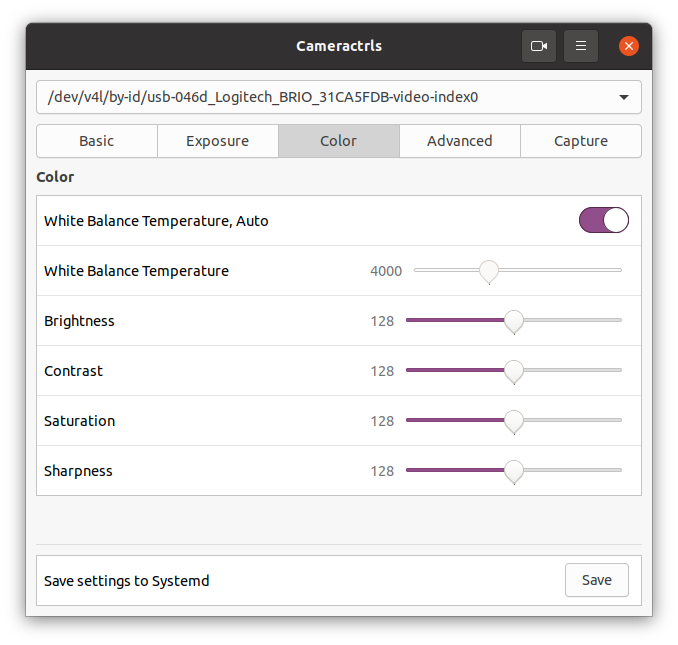 Cameractrls
/dev/v4l/by-id/usb-046d_Logitech_BRIO_31CA5FDB-video-index0
Basic Exposure Color Advanced Capture
Color
White Balance Temperature, Auto
White Balance Temperature 4000
Brightness 128
Contrast 128
Saturation 128
Sharpness 128
Save settings to Systemd Save